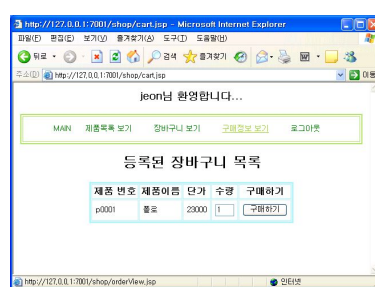 http://127.0.0.1:7001/shop/cart.jsp - Microsoft Internet Explorer
파일(F) 편집(E) 보기(V) 즐겨찾기(A) 도구(T) 도움말(H)
뒤로 검색 즐겨찾기
주소(D) http://127.0.0.1:7001/shop/cart.jsp 이동
jeon님 환영합니다...
MAIN 제품목록 보기 장바구니 보기 구매정보 보기 로그아웃
등록된 장바구니 목록
제품 번호 제품이름 단가 수량 구매하기
p0001 플로 23000 1 구매하기
http://127.0.0.1:7001/shop/orderView.jsp 인터넷